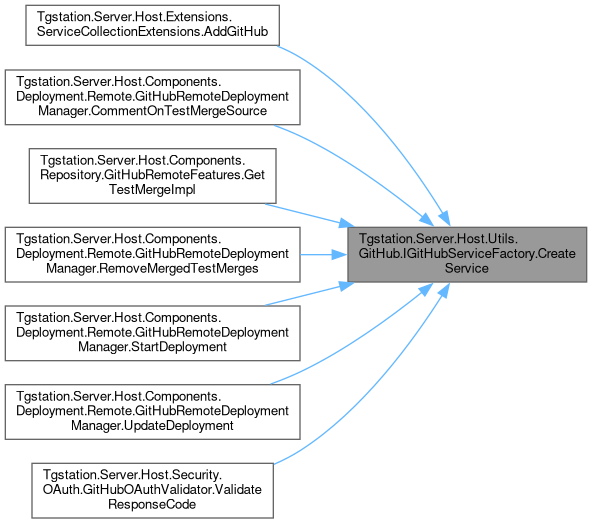 Tgstation.Server.Host.Extensions.
ServiceCollectionExtensions.AddGitHub
Tgstation.Server.Host.Components.
Deployment.Remote.GitHubRemoteDeployment
Manager.CommentOnTestMergeSource
Tgstation.Server.Host.Components.
Repository.GitHubRemoteFeatures.Get
TestMergeImpl
Tgstation.Server.Host.Components.
Deployment.Remote.GitHubRemoteDeployment
Manager.RemoveMergedTestMerges
Tgstation.Server.Host.Components.
Deployment.Remote.GitHubRemoteDeployment
Manager.StartDeployment
Tgstation.Server.Host.Components.
Deployment.Remote.GitHubRemoteDeployment
Manager.UpdateDeployment
Tgstation.Server.Host.Security.
OAuth.GitHubOAuthValidator.Validate
ResponseCode
Tgstation.Server.Host.Utils.
GitHub.IGitHubServiceFactory.Create
Service